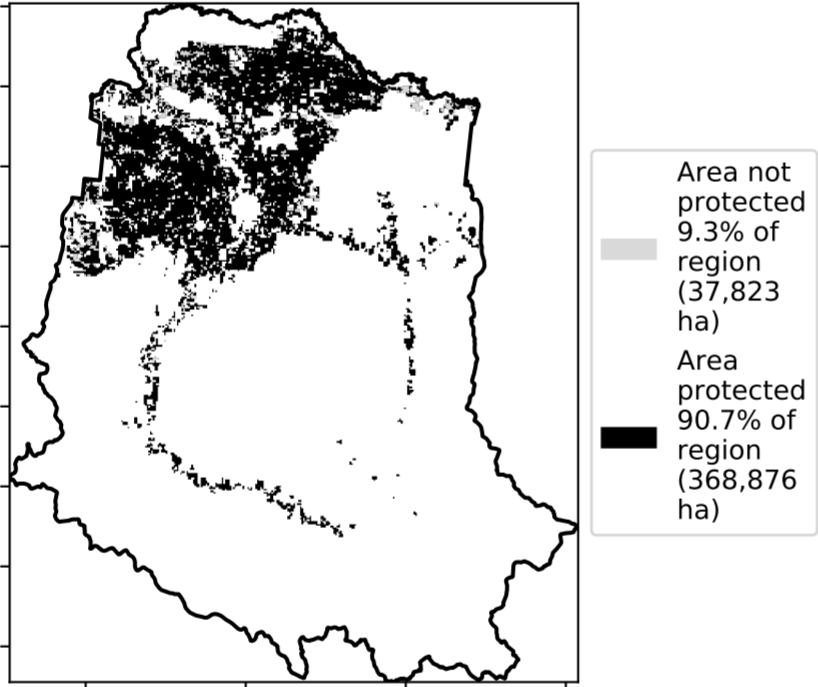 Area not
protected
9.3% of
region
(37,823
ha)
Area
protected
90.7% of
region
(368,876
ha)